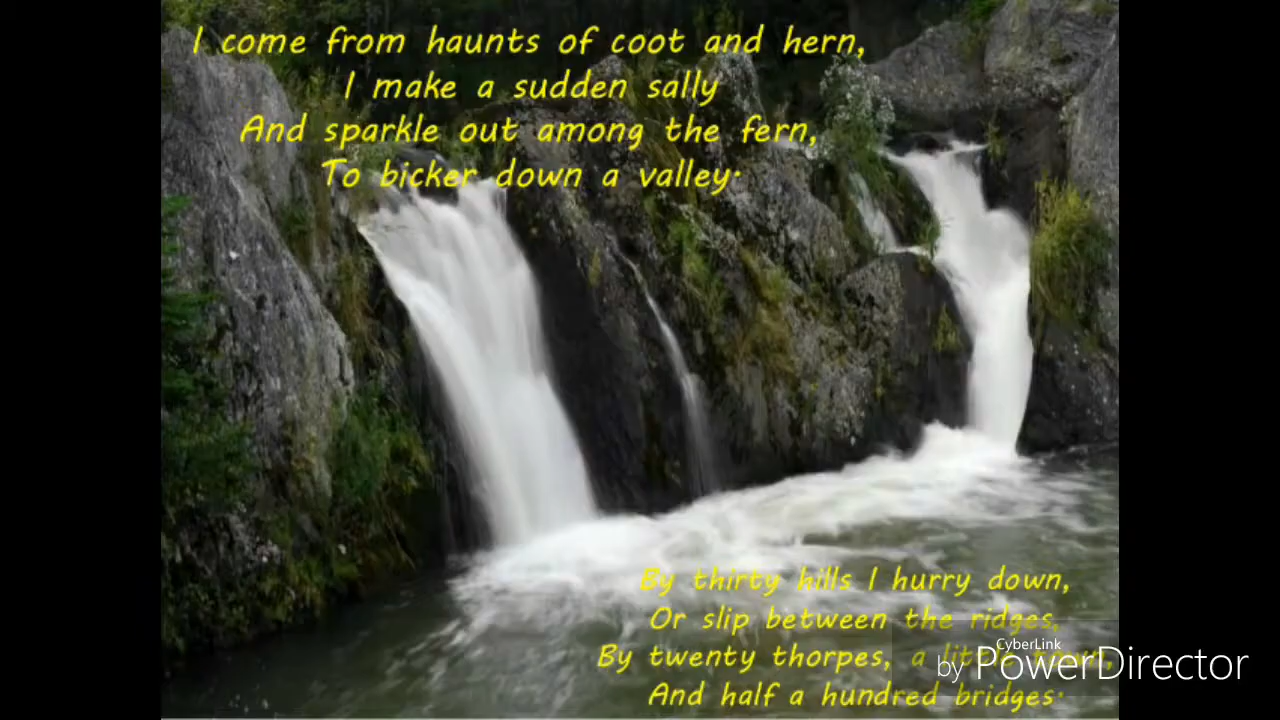 I come from haunts of coot and hern,
I make a sudden sally
And sparkle out among the fern,
To bicker down a valley.
By thirty hills I hurry down,
Or slip between the ridges,
By twenty thorpes, a little
And half a hundred bridges.
CyberLink
by PowerDirector